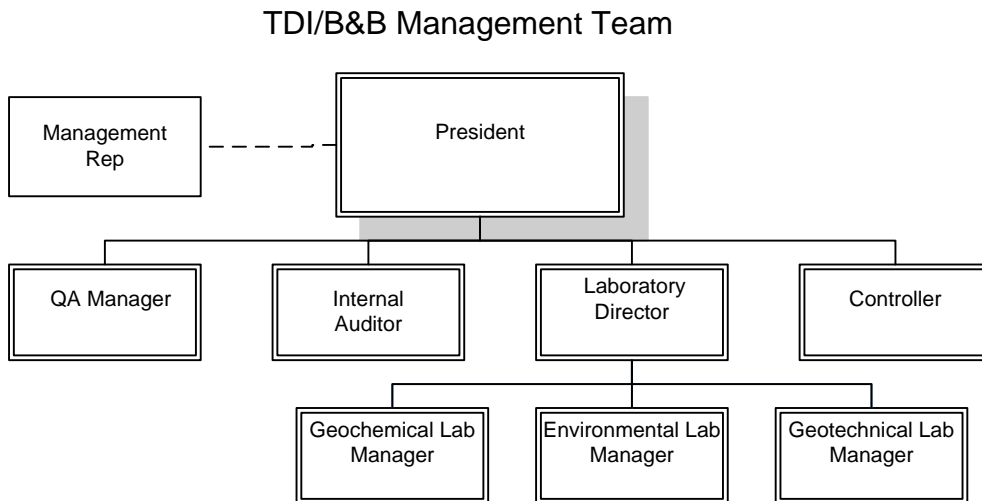 TDI/B&B Management Team
Management
Rep
President
QA Manager
Internal
Auditor
Laboratory
Director
Controller
Geochemical Lab
Manager
Environmental Lab
Manager
Geotechnical Lab
Manager